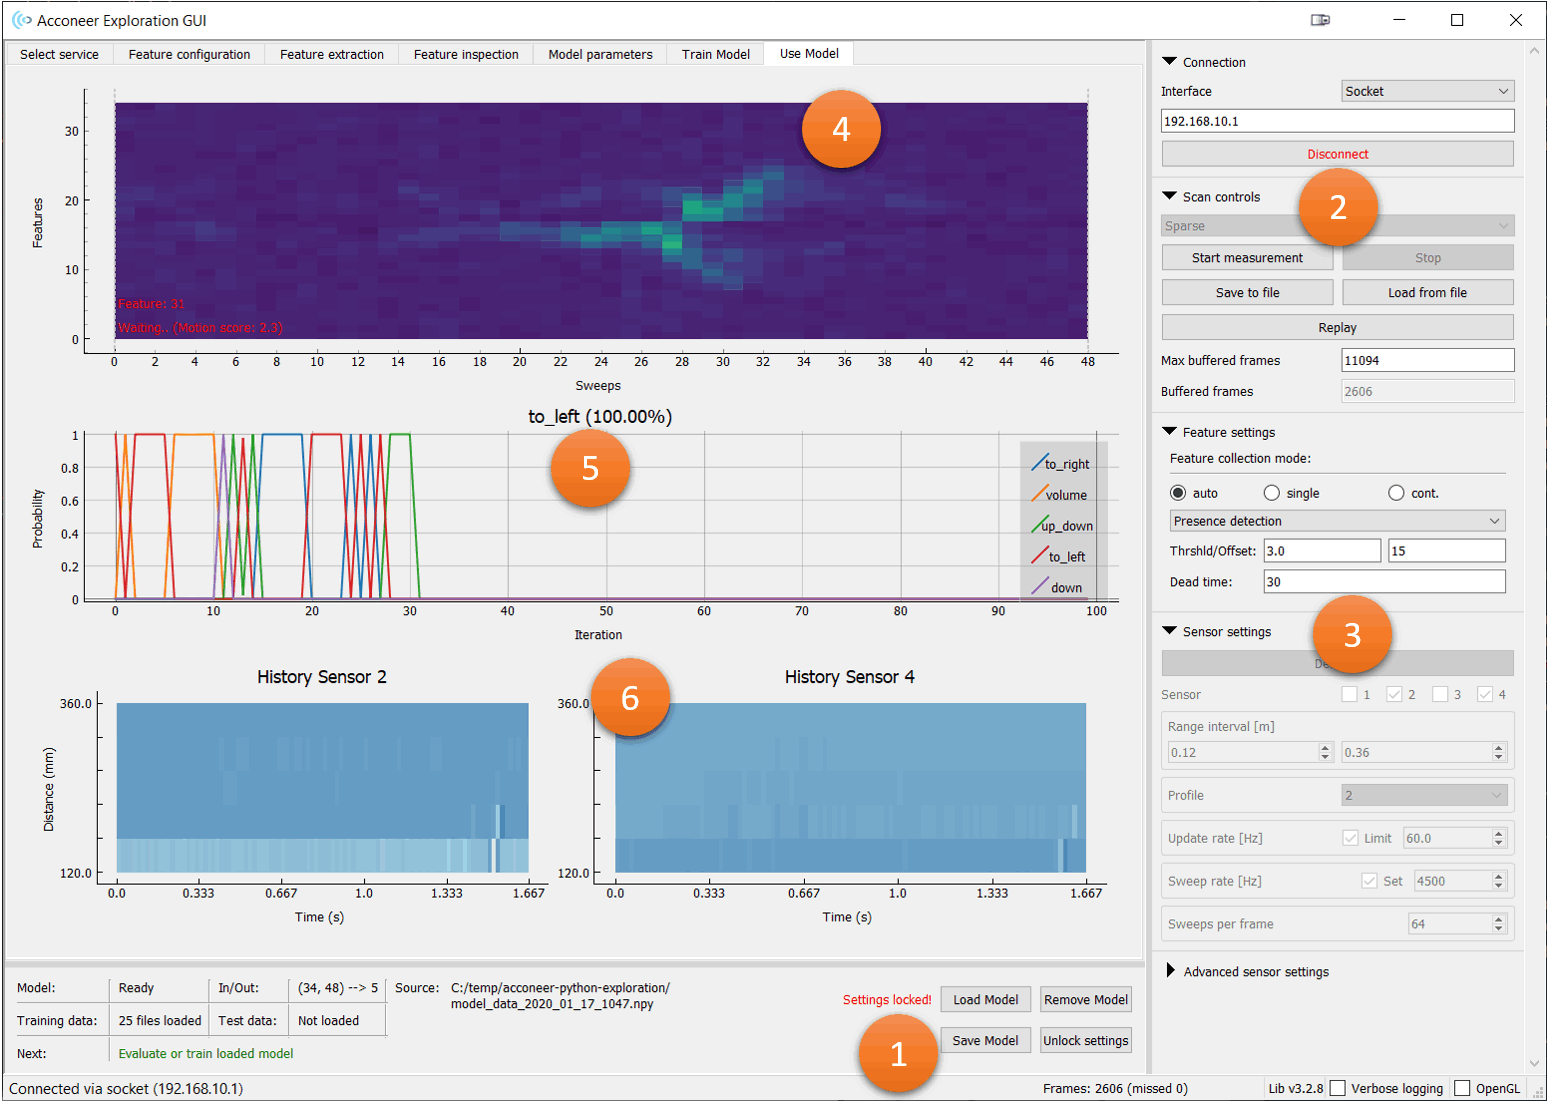 Acconeer Exploration GUI
Select service
Feature configuration
Feature extraction
Feature inspection
Model parameters
Train Model
Use Model
4
30
20
10
0
Features
Feature: 31
Waiting.. (Motion score: 2.3)
0 2 4 6 8 10 12 14 16 18 20 22 24 26 28 30 32 34 36 38 40 42 44 46 48
Sweeps
to_left (100.00%)
5
1
0.8
0.6
0.4
0.2
0
Probability
to_right
volume
up_down
to_left
down
0 10 20 30 40 50 60 70 80 90 100
Iteration
History Sensor 2
360.0
Distance (mm)
120.0
0.0 0.333 0.667 1.0 1.333 1.667
Time (s)
6
History Sensor 4
360.0
120.0
0.0 0.333 0.667 1.0 1.333 1.667
Time (s)
Model: Ready In/Out: (34, 48) --> 5 Source: C:/temp/acconeer-python-exploration/
model_data_2020_01_17_1047.npy
Training data: 25 files loaded Test data: Not loaded
Next: Evaluate or train loaded model
Settings locked! Load Model Remove Model
1
Save Model Unlock settings
Connection
Interface Socket
192.168.10.1
Disconnect
Scan controls
2
Sparse
Start measurement Stop
Save to file Load from file
Replay
Max buffered frames 11094
Buffered frames 2606
Feature settings
Feature collection mode:
auto single cont.
Presence detection
Thrshld/Offset: 3.0 15
Dead time: 30
Sensor settings
3
Sensor 1 2 3 4
Range interval [m]
0.12 0.36
Profile 2
Update rate [Hz] Limit 60.0
Sweep rate [Hz] Set 4500
Sweeps per frame 64
Advanced sensor settings
Connected via socket (192.168.10.1)
Frames: 2606 (missed 0)
Lib v3.2.8 Verbose logging OpenGL